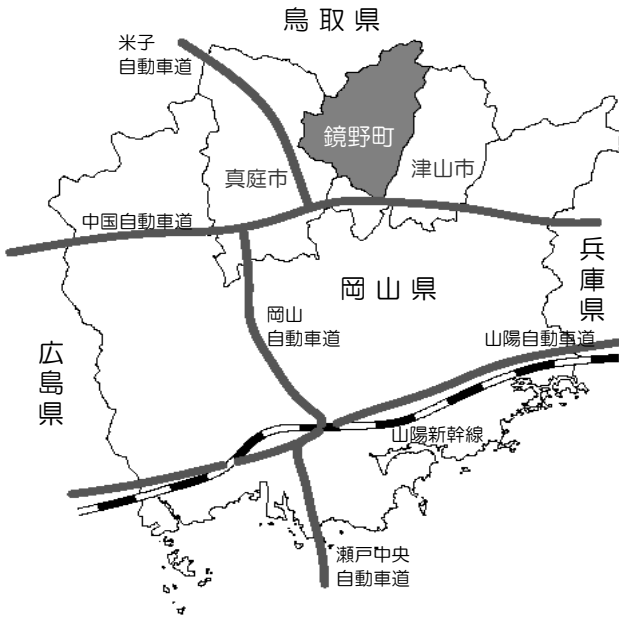 鳥取県
米子
自動車道
鏡野町
真庭市
津山市
中国自動車道
兵庫県
岡山県
岡山
自動車道
山陽自動車道
広島県
山陽新幹線
瀬戸中央
自動車道